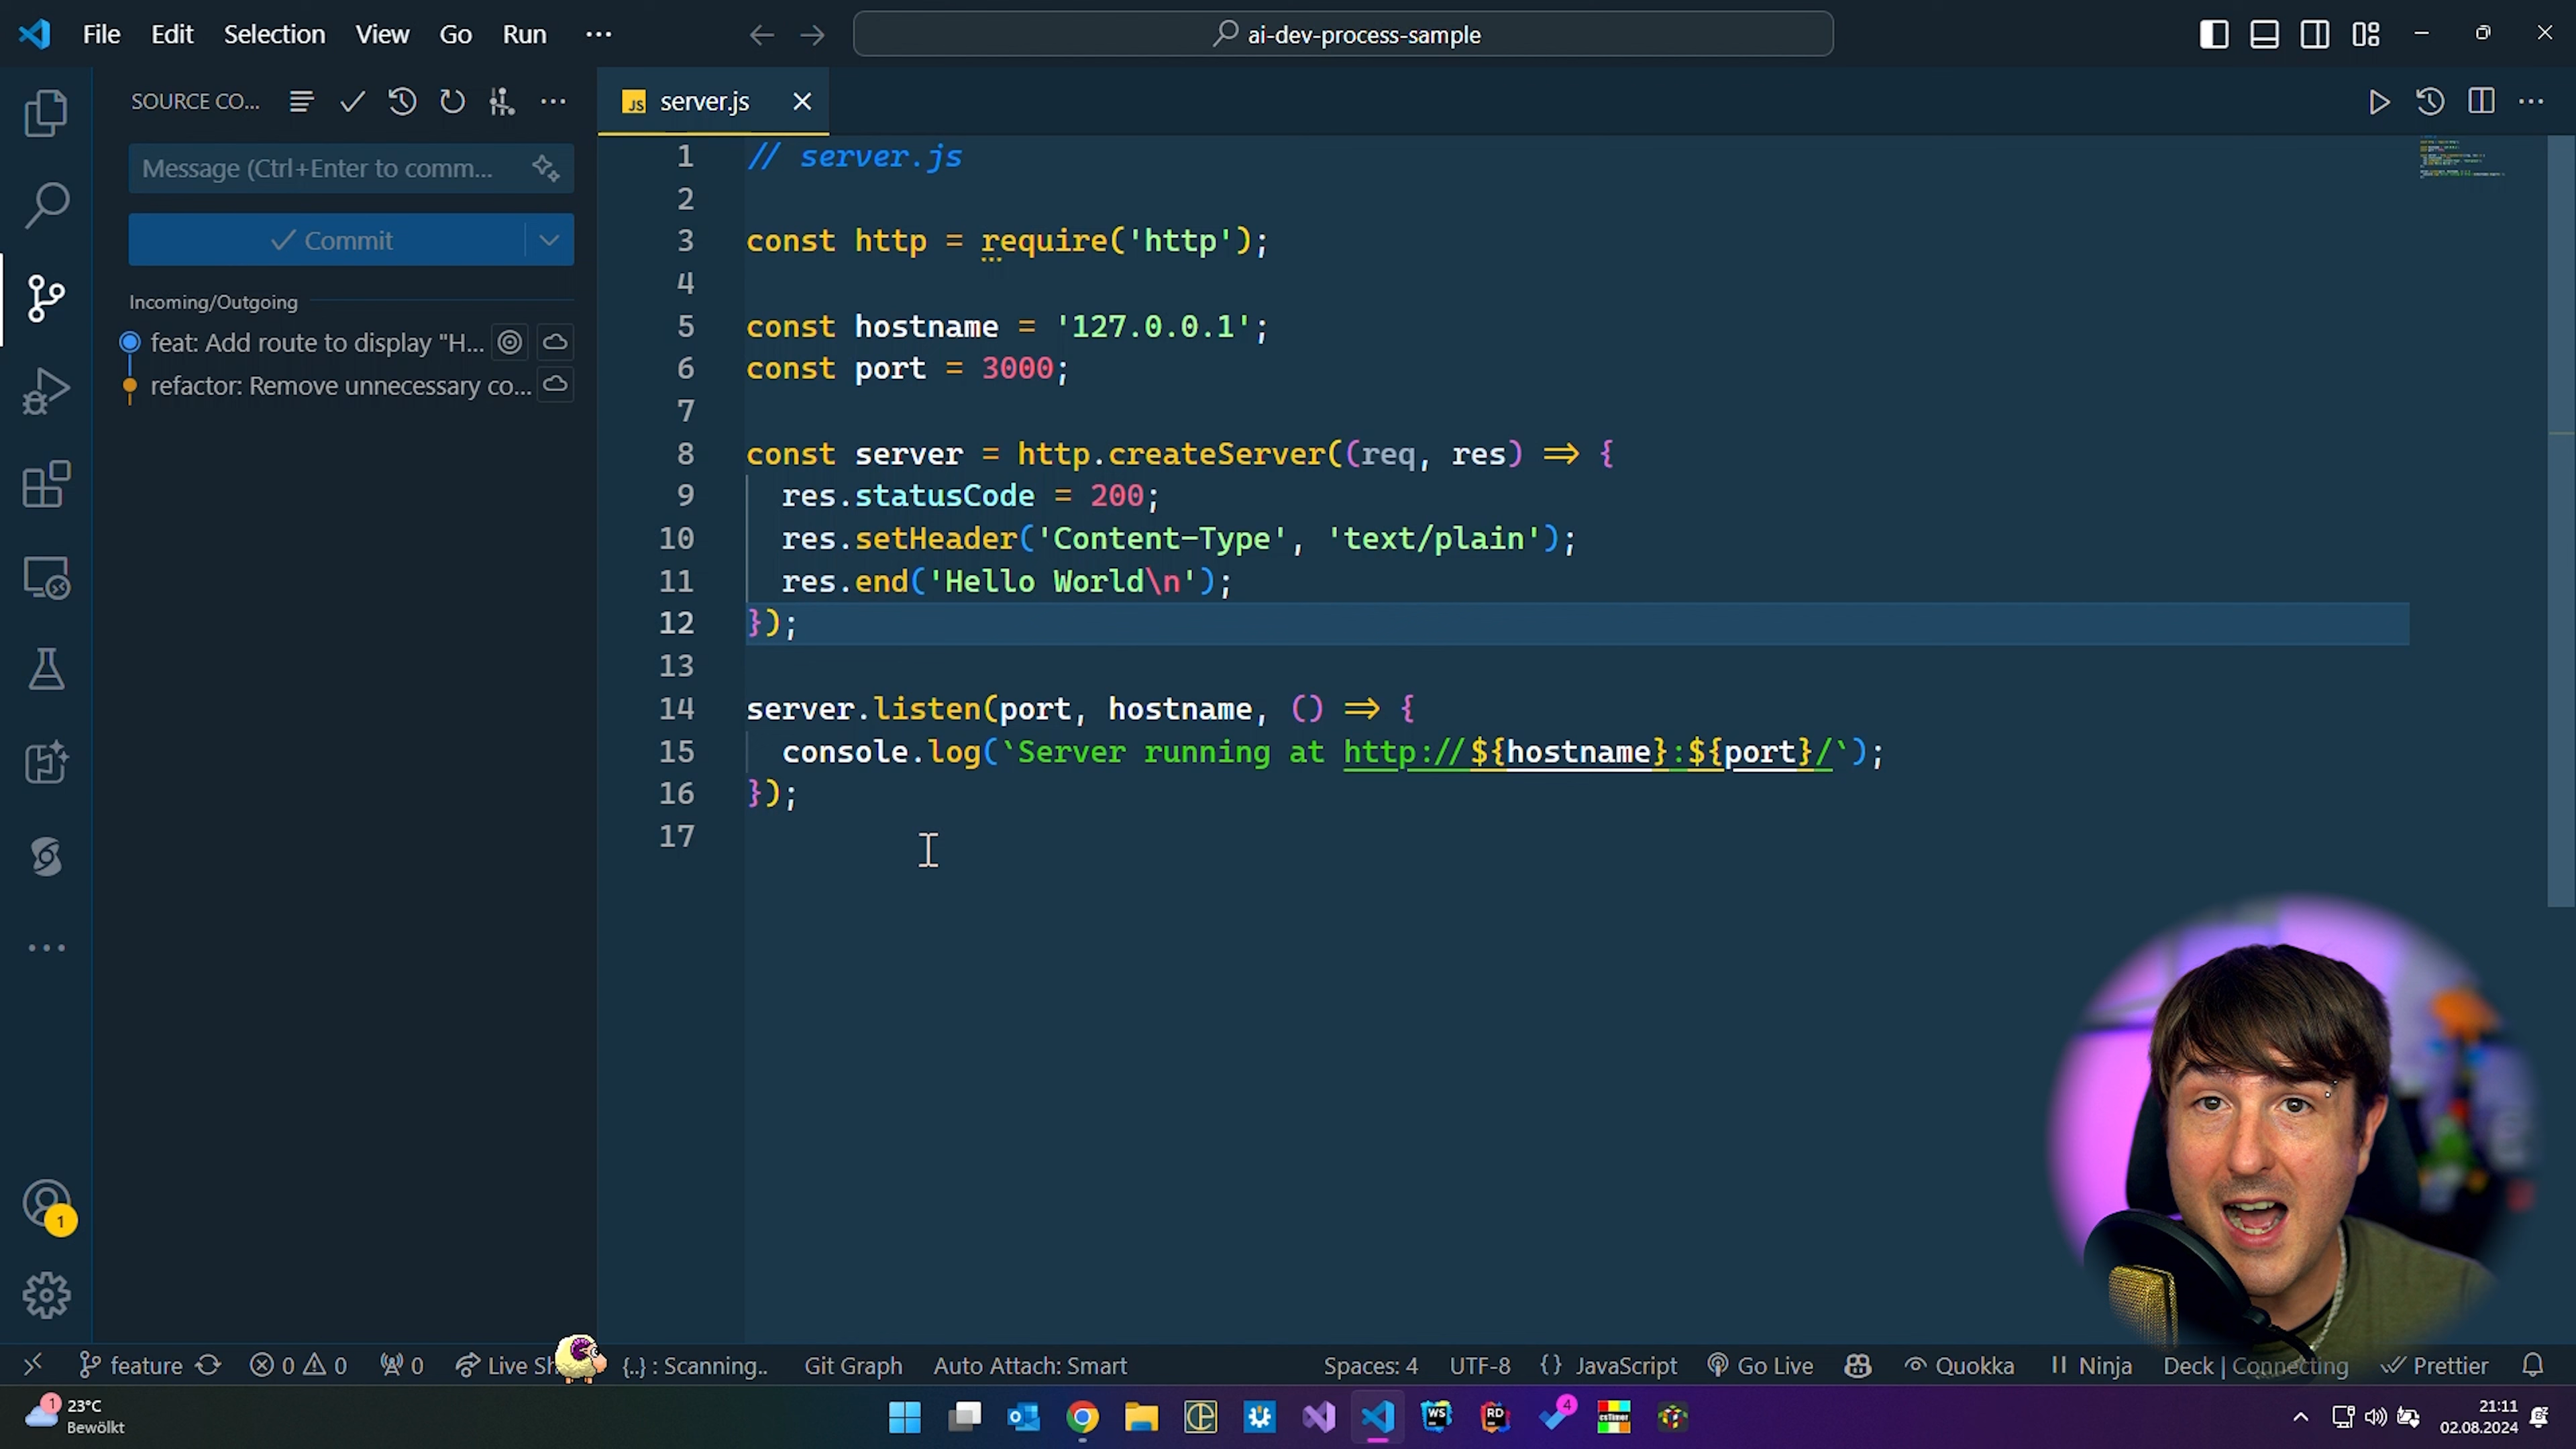 File Edit Selection View Go Run ···
ai-dev-process-sample
SOURCE CO...
server.js
Message (Ctrl+Enter to comm...
Commit
Incoming/Outgoing
feat: Add route to display "H...
refactor: Remove unnecessary co...
1 // server.js
2
3 const http = require('http');
4
5 const hostname = '127.0.0.1';
6 const port = 3000;
7
8 const server = http.createServer((req, res) => {
9 res.statusCode = 200;
10 res.setHeader('Content-Type', 'text/plain');
11 res.end('Hello World\n');
12 });
13
14 server.listen(port, hostname, () => {
15 console.log(`Server running at http://${hostname}:${port}/`);
16 });
17
1
feature 0 0 0 Live Sh {..} : Scanning.. Git Graph Auto Attach: Smart Spaces: 4 UTF-8 {} JavaScript Go Live Quokka Ninja Deck | Connecting Prettier
1 23°C
Bewölkt
WS RD 4 csTimer
21:11
02.08.2024